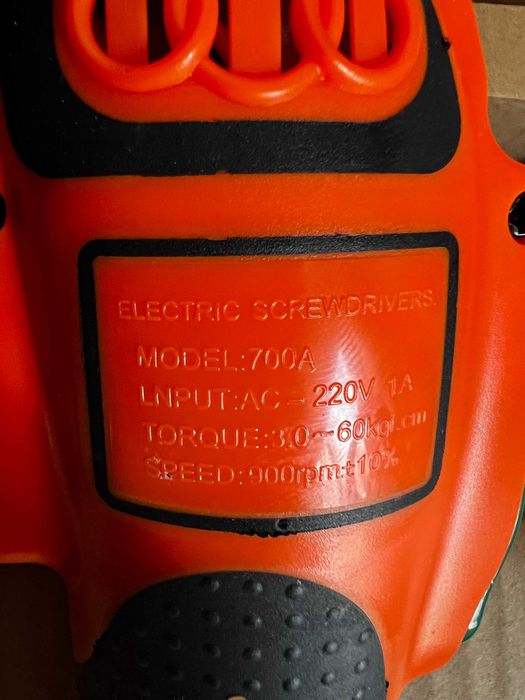 ELECTRIC SCREWDRIVERS.
MODEL:700A
LNPUT:AC-220V 1A
TORQUE:3.0~60kgf.cm
SPEED:900rpm±10%